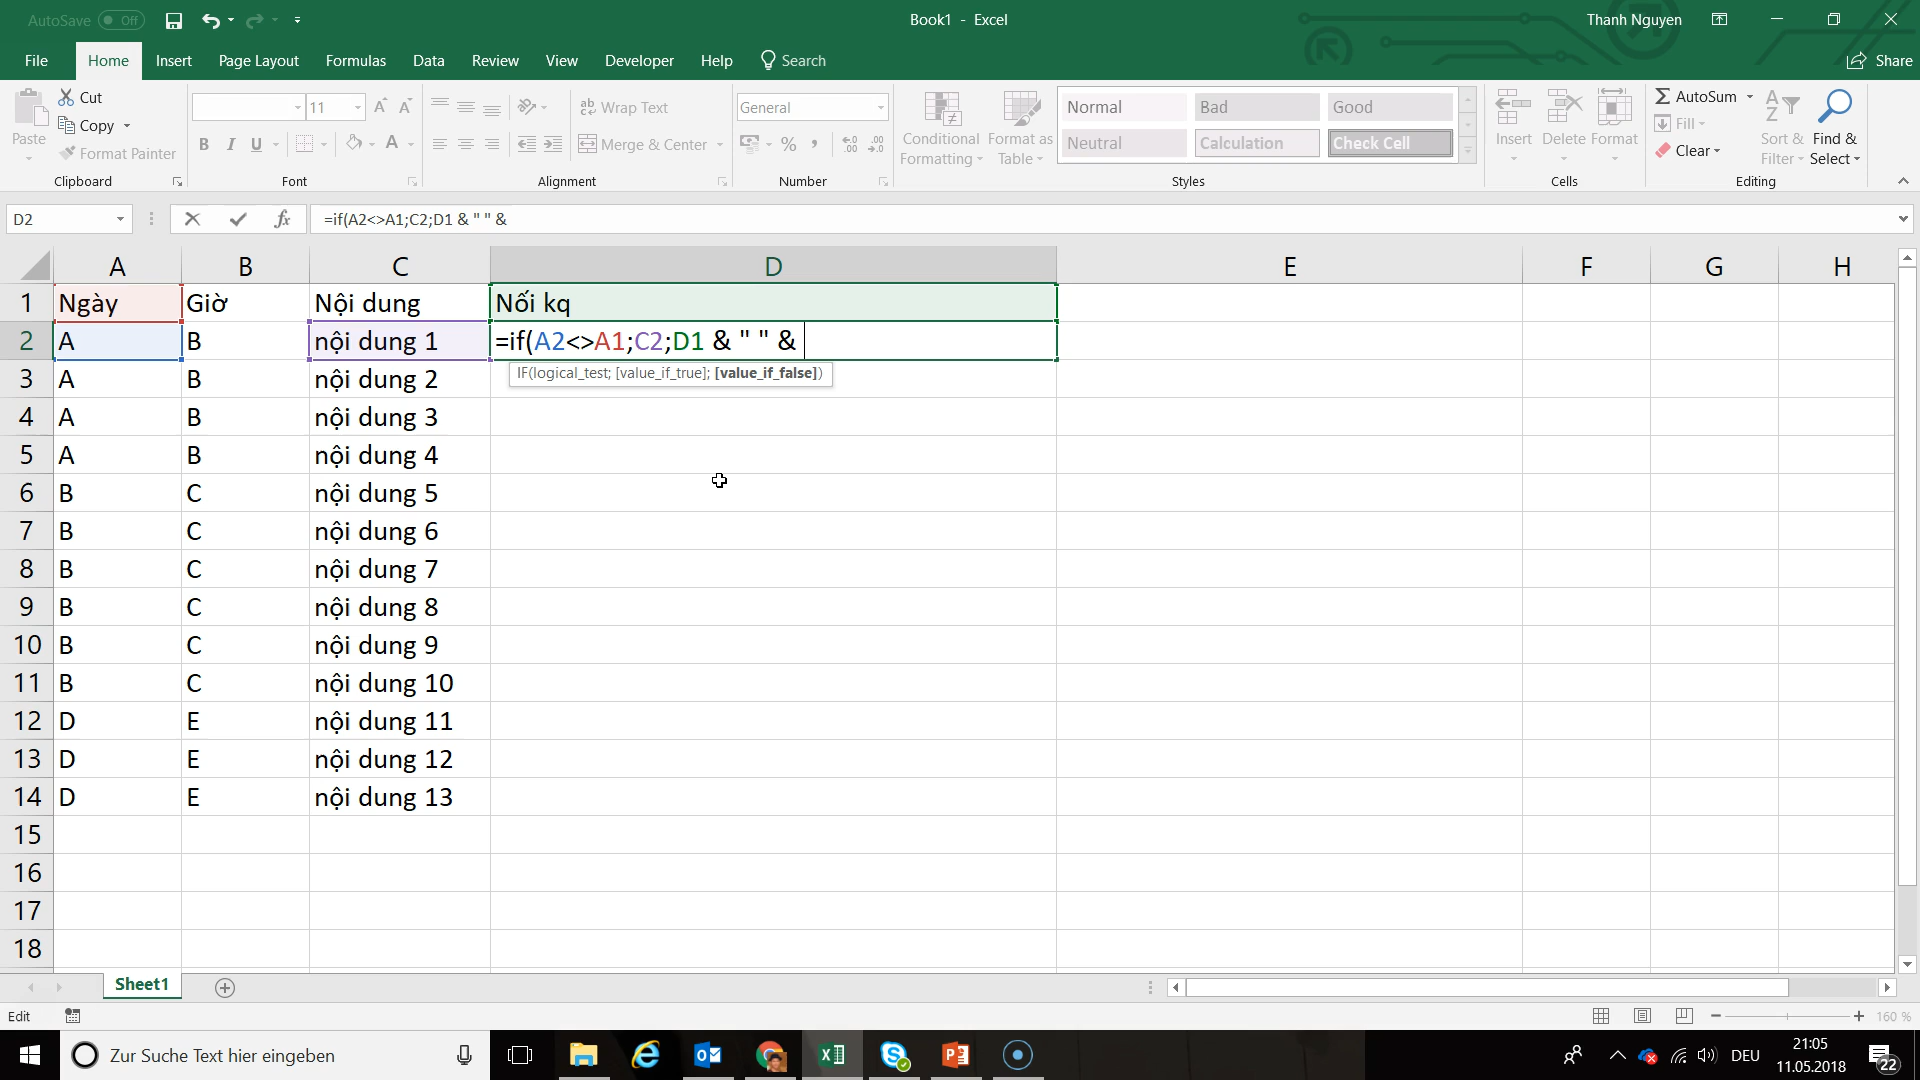 AutoSave Off
Book1 - Excel
Thanh Nguyen
File Home Insert Page Layout Formulas Data Review View Developer Help Search
Share
Paste
Cut
Copy
Format Painter
Clipboard
11
B I U
A
Font
Wrap Text
Merge & Center
Alignment
General
%
Number
Conditional Formatting
Format as Table
Normal Bad Good
Neutral Calculation Check Cell
Styles
Insert Delete Format
Cells
AutoSum
Fill
Clear
Sort & Filter
Find & Select
Editing
D2
=if(A2<>A1;C2;D1 & " " &
A B C D E F G H
1 Ngày Giờ Nội dung Nối kq
2 A B nội dung 1 =if(A2<>A1;C2;D1 & " " &
IF(logical_test; [value_if_true]; [value_if_false])
3 A B nội dung 2
4 A B nội dung 3
5 A B nội dung 4
6 B C nội dung 5
7 B C nội dung 6
8 B C nội dung 7
9 B C nội dung 8
10 B C nội dung 9
11 B C nội dung 10
12 D E nội dung 11
13 D E nội dung 12
14 D E nội dung 13
15
16
17
18
Sheet1
Edit
160 %
Zur Suche Text hier eingeben
DEU
21:05
11.05.2018
22